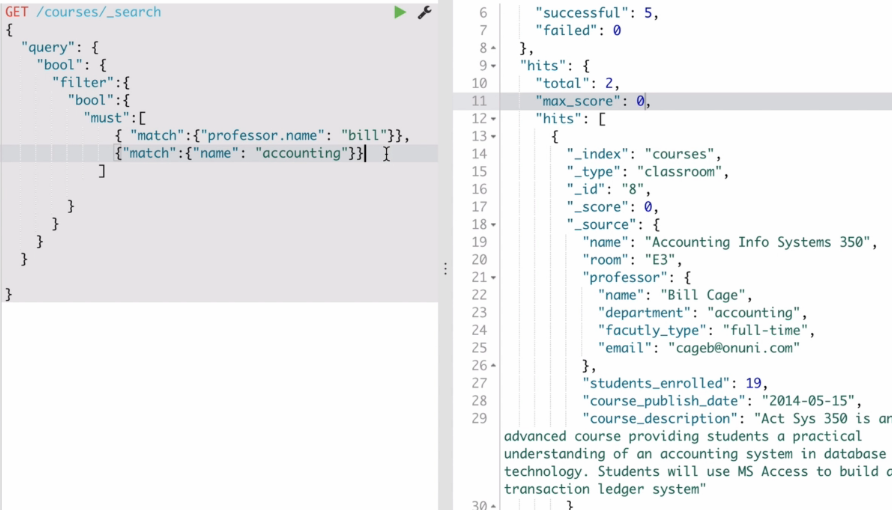 GET /courses/_search
{
"query": {
"bool": {
"filter":{
"bool":{
"must":[
{ "match":{"professor.name": "bill"}},
{"match":{"name": "accounting"}}
]
}
}
}
}
}
6 "successful": 5,
7 "failed": 0
8 },
9 "hits": {
10 "total": 2,
11 "max_score": 0,
12 "hits": [
13 {
14 "_index": "courses",
15 "_type": "classroom",
16 "_id": "8",
17 "_score": 0,
18 "_source": {
19 "name": "Accounting Info Systems 350",
20 "room": "E3",
21 "professor": {
22 "name": "Bill Cage",
23 "department": "accounting",
24 "facutly_type": "full-time",
25 "email": "cageb@onuni.com"
26 },
27 "students_enrolled": 19,
28 "course_publish_date": "2014-05-15",
29 "course_description": "Act Sys 350 is an
advanced course providing students a practical
understanding of an accounting system in database
technology. Students will use MS Access to build a
transaction ledger system"
30 }